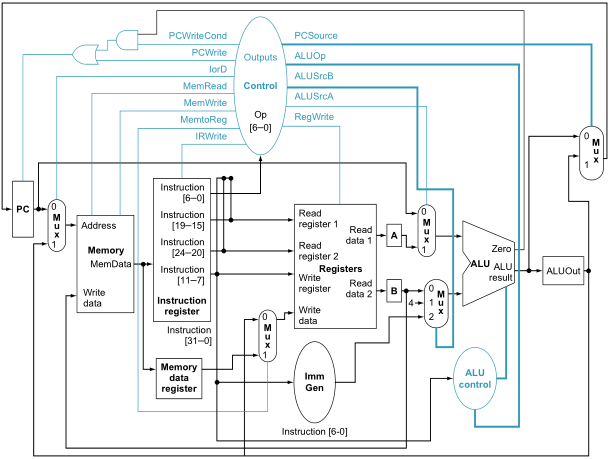 PCWriteCond
PCSource
PCWrite
Outputs
ALUOp
IorD
ALUSrcB
MemRead
Control
MemWrite
ALUSrcA
MemtoReg
Op
RegWrite
IRWrite
[6–0]
0
M
u
x
1
PC
0
M
u
x
1
Address
Memory
MemData
Write
data
Instruction
[6–0]
Instruction
[19–15]
Instruction
[24–20]
Instruction
[11–7]
Instruction
register
Instruction
[31–0]
Memory
data
register
0
M
u
x
1
Read
register 1
Read
register 2
Registers
Write
register
Write
data
Read
data 1
Read
data 2
A
B
0
M
u
x
1
4
0
1
2
M
u
x
Zero
ALU
ALU
result
ALUOut
Imm
Gen
ALU
control
Instruction [6-0]